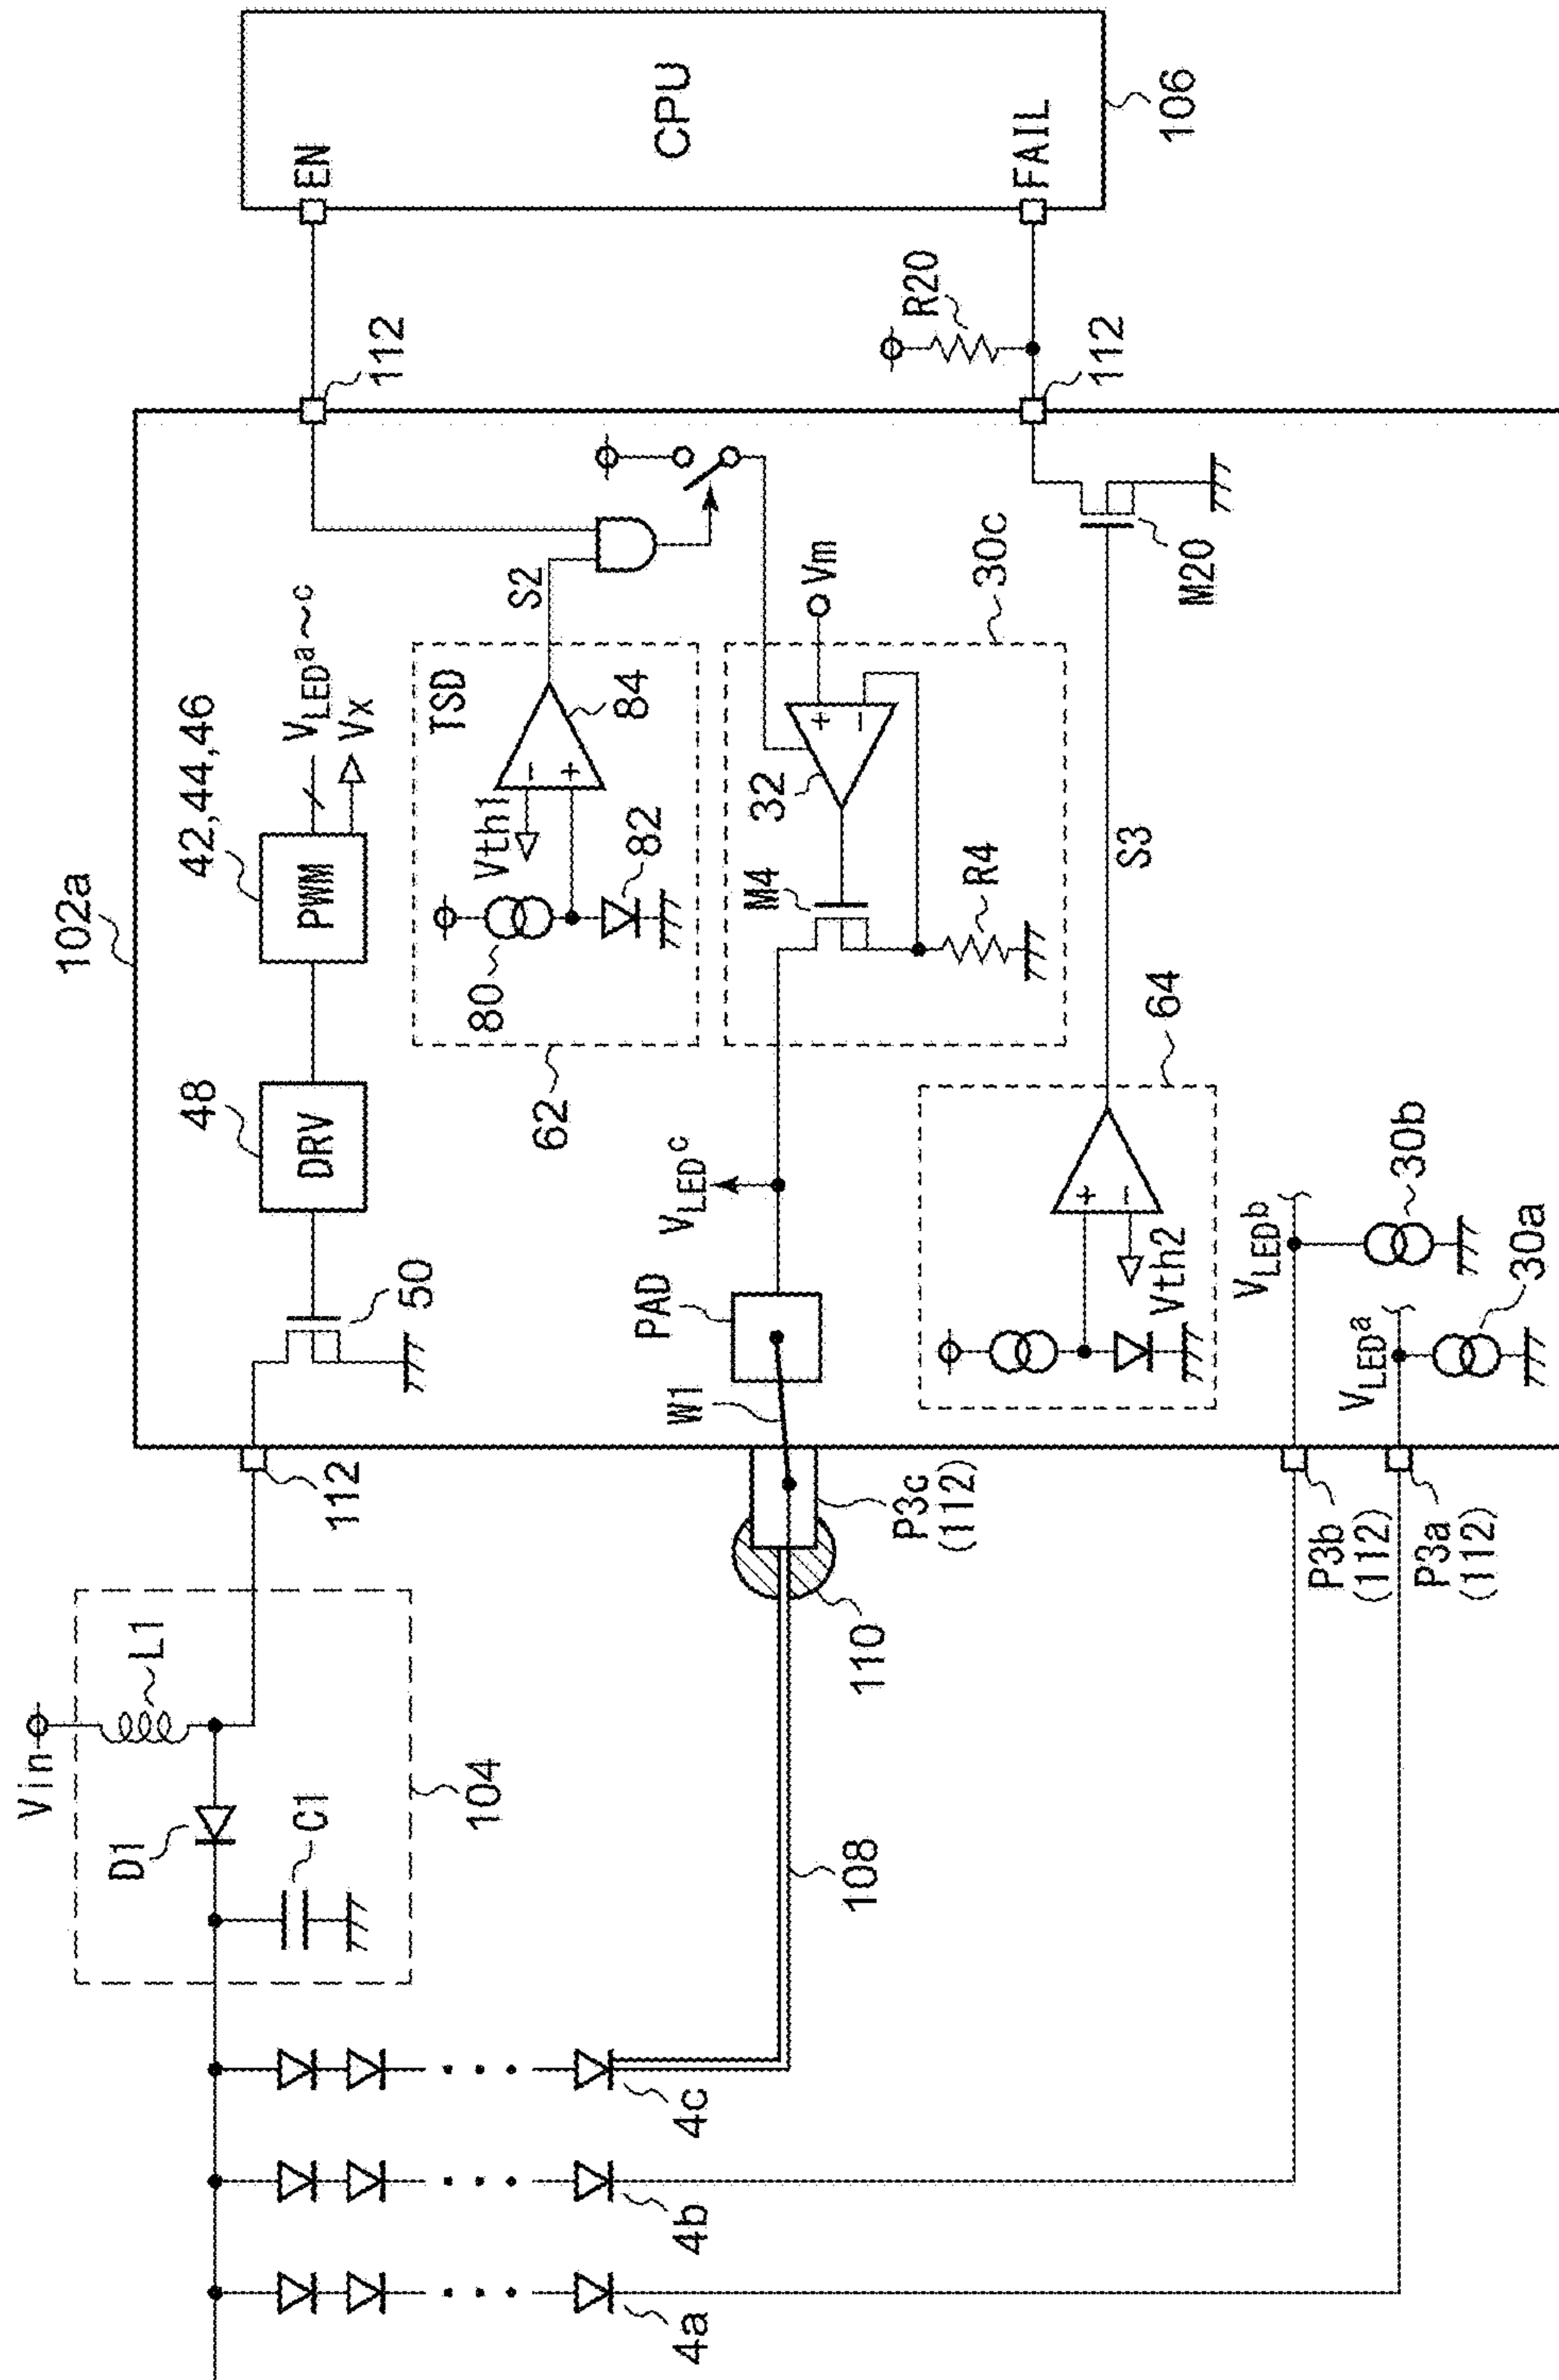 Vin
L1
D1
C1
104
4a
4b
4c
108
110
102a
112
50
48
DRV
42,44,46
PWM
VLEDa~c
Vx
TSD
62
80
82
84
Vth1
S2
112
EN
CPU
FAIL
106
R20
112
M20
30c
Vm
32
M4
R4
VLEDc
PAD
W1
P3c
(112)
64
Vth2
S3
VLEDb
30b
VLEDa
30a
P3b
(112)
P3a
(112)